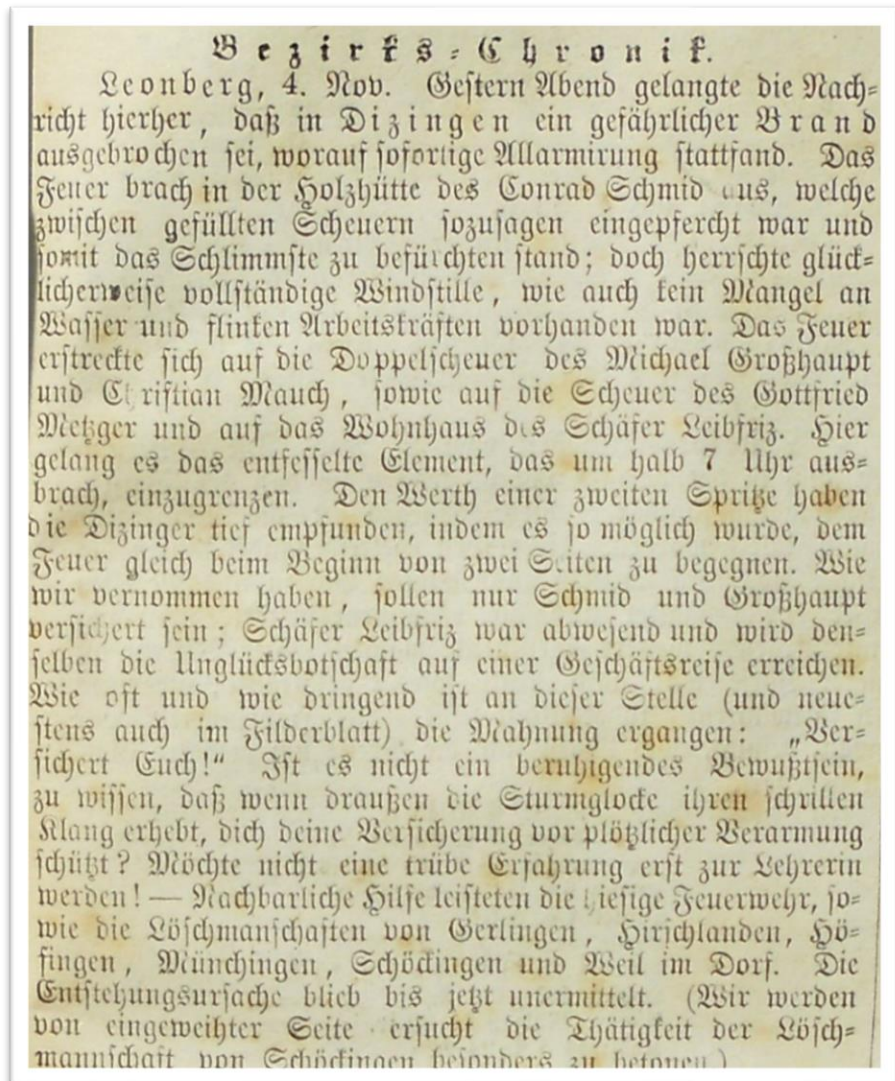 Bezirks-Chronik.
Leonberg, 4. Nov. Gestern Abend gelangte die Nach-
richt hierher, daß in Dizingen ein gefährlicher Brand
ausgebrochen sei, worauf sofortige Allarmirung stattfand. Das
Feuer brach in der Holzhütte des Conrad Schmid aus, welche
zwischen gefüllten Scheuern sozusagen eingepfercht war und
somit das Schlimmste zu befürchten stand; doch herrschte glück-
licherweise vollständige Windstille, wie auch kein Mangel an
Wasser und flinken Arbeitskräften vorhanden war. Das Feuer
erstreckte sich auf die Doppelscheuer des Michael Großhaupt
und Christian Mauch, sowie auf die Scheuer des Gottfried
Metzger und auf das Wohnhaus des Schäfer Leibfriz. Hier
gelang es das entfesselte Element, das um halb 7 Uhr aus-
brach, einzugrenzen. Den Werth einer zweiten Spritze haben
die Dizinger tief empfunden, indem es so möglich wurde, dem
Feuer gleich beim Beginn von zwei Seiten zu begegnen. Wie
wir vernommen haben, sollen nur Schmid und Großhaupt
versichert sein; Schäfer Leibfriz war abwesend und wird den-
selben die Unglücksbotschaft auf einer Geschäftsreise erreichen.
Wie oft und wie dringend ist an dieser Stelle (und neue-
stens auch im Filderblatt) die Mahnung ergangen: „Ver-
sichert Euch!“ Ist es nicht ein beruhigendes Bewußtsein,
zu wissen, daß wenn draußen die Sturmglocke ihren schrillen
Klang erhebt, dich deine Versicherung vor plötzlicher Verarmung
schützt? Möchte nicht eine trübe Erfahrung erst zur Lehrerin
werden! — Nachbarliche Hilfe leisteten die hiesige Feuerwehr, so-
wie die Löschmanschaften von Gerlingen, Hirschlanden, Hö-
fingen, Münchingen, Schöckingen und Weil im Dorf. Die
Entstehungsursache blieb bis jetzt unermittelt. (Wir werden
von eingeweihter Seite ersucht die Thätigkeit der Lösch-
mannschaft von Schöckingen besonders zu betonen.)